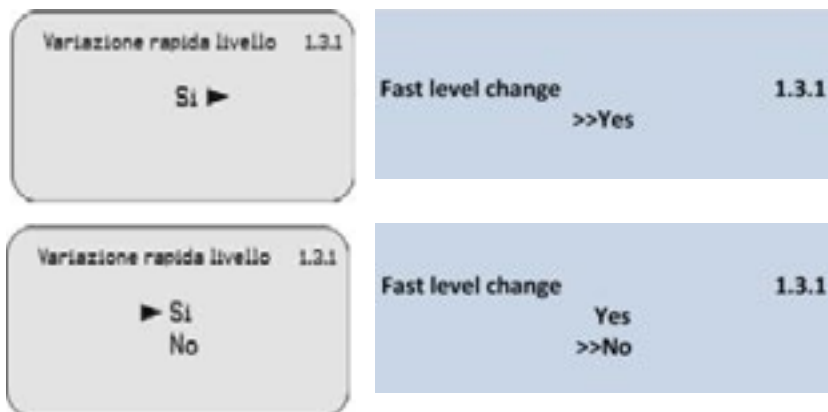 Variazione rapida livello 1.3.1
Si ►
Fast level change 1.3.1
>>Yes
Variazione rapida livello 1.3.1
► Si
No
Fast level change 1.3.1
Yes
>>No